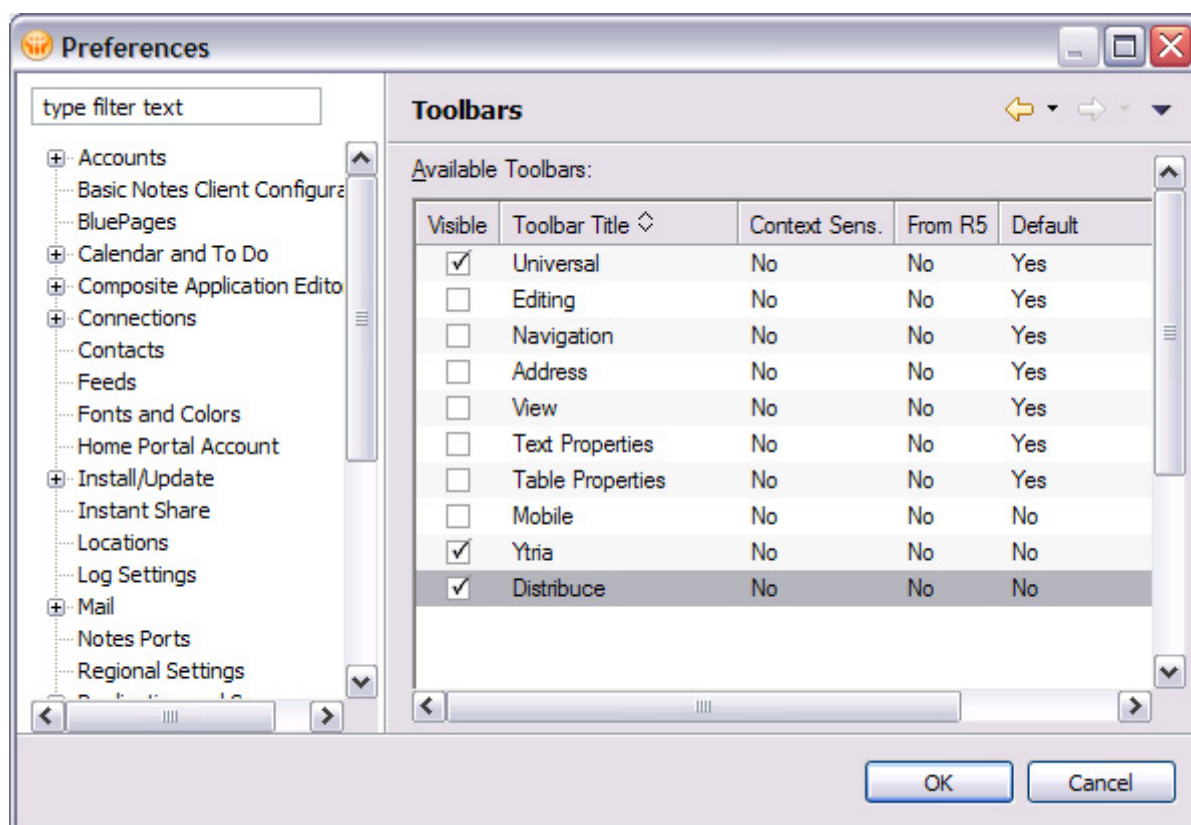 Preferences
type filter text
Accounts
Basic Notes Client Configura
BluePages
Calendar and To Do
Composite Application Edito
Connections
Contacts
Feeds
Fonts and Colors
Home Portal Account
Install/Update
Instant Share
Locations
Log Settings
Mail
Notes Ports
Regional Settings
Toolbars
Available Toolbars:
Visible Toolbar Title Context Sens. From R5 Default
Universal No No Yes
Editing No No Yes
Navigation No No Yes
Address No No Yes
View No No Yes
Text Properties No No Yes
Table Properties No No Yes
Mobile No No No
Ytria No No No
Distribuce No No No
OK Cancel